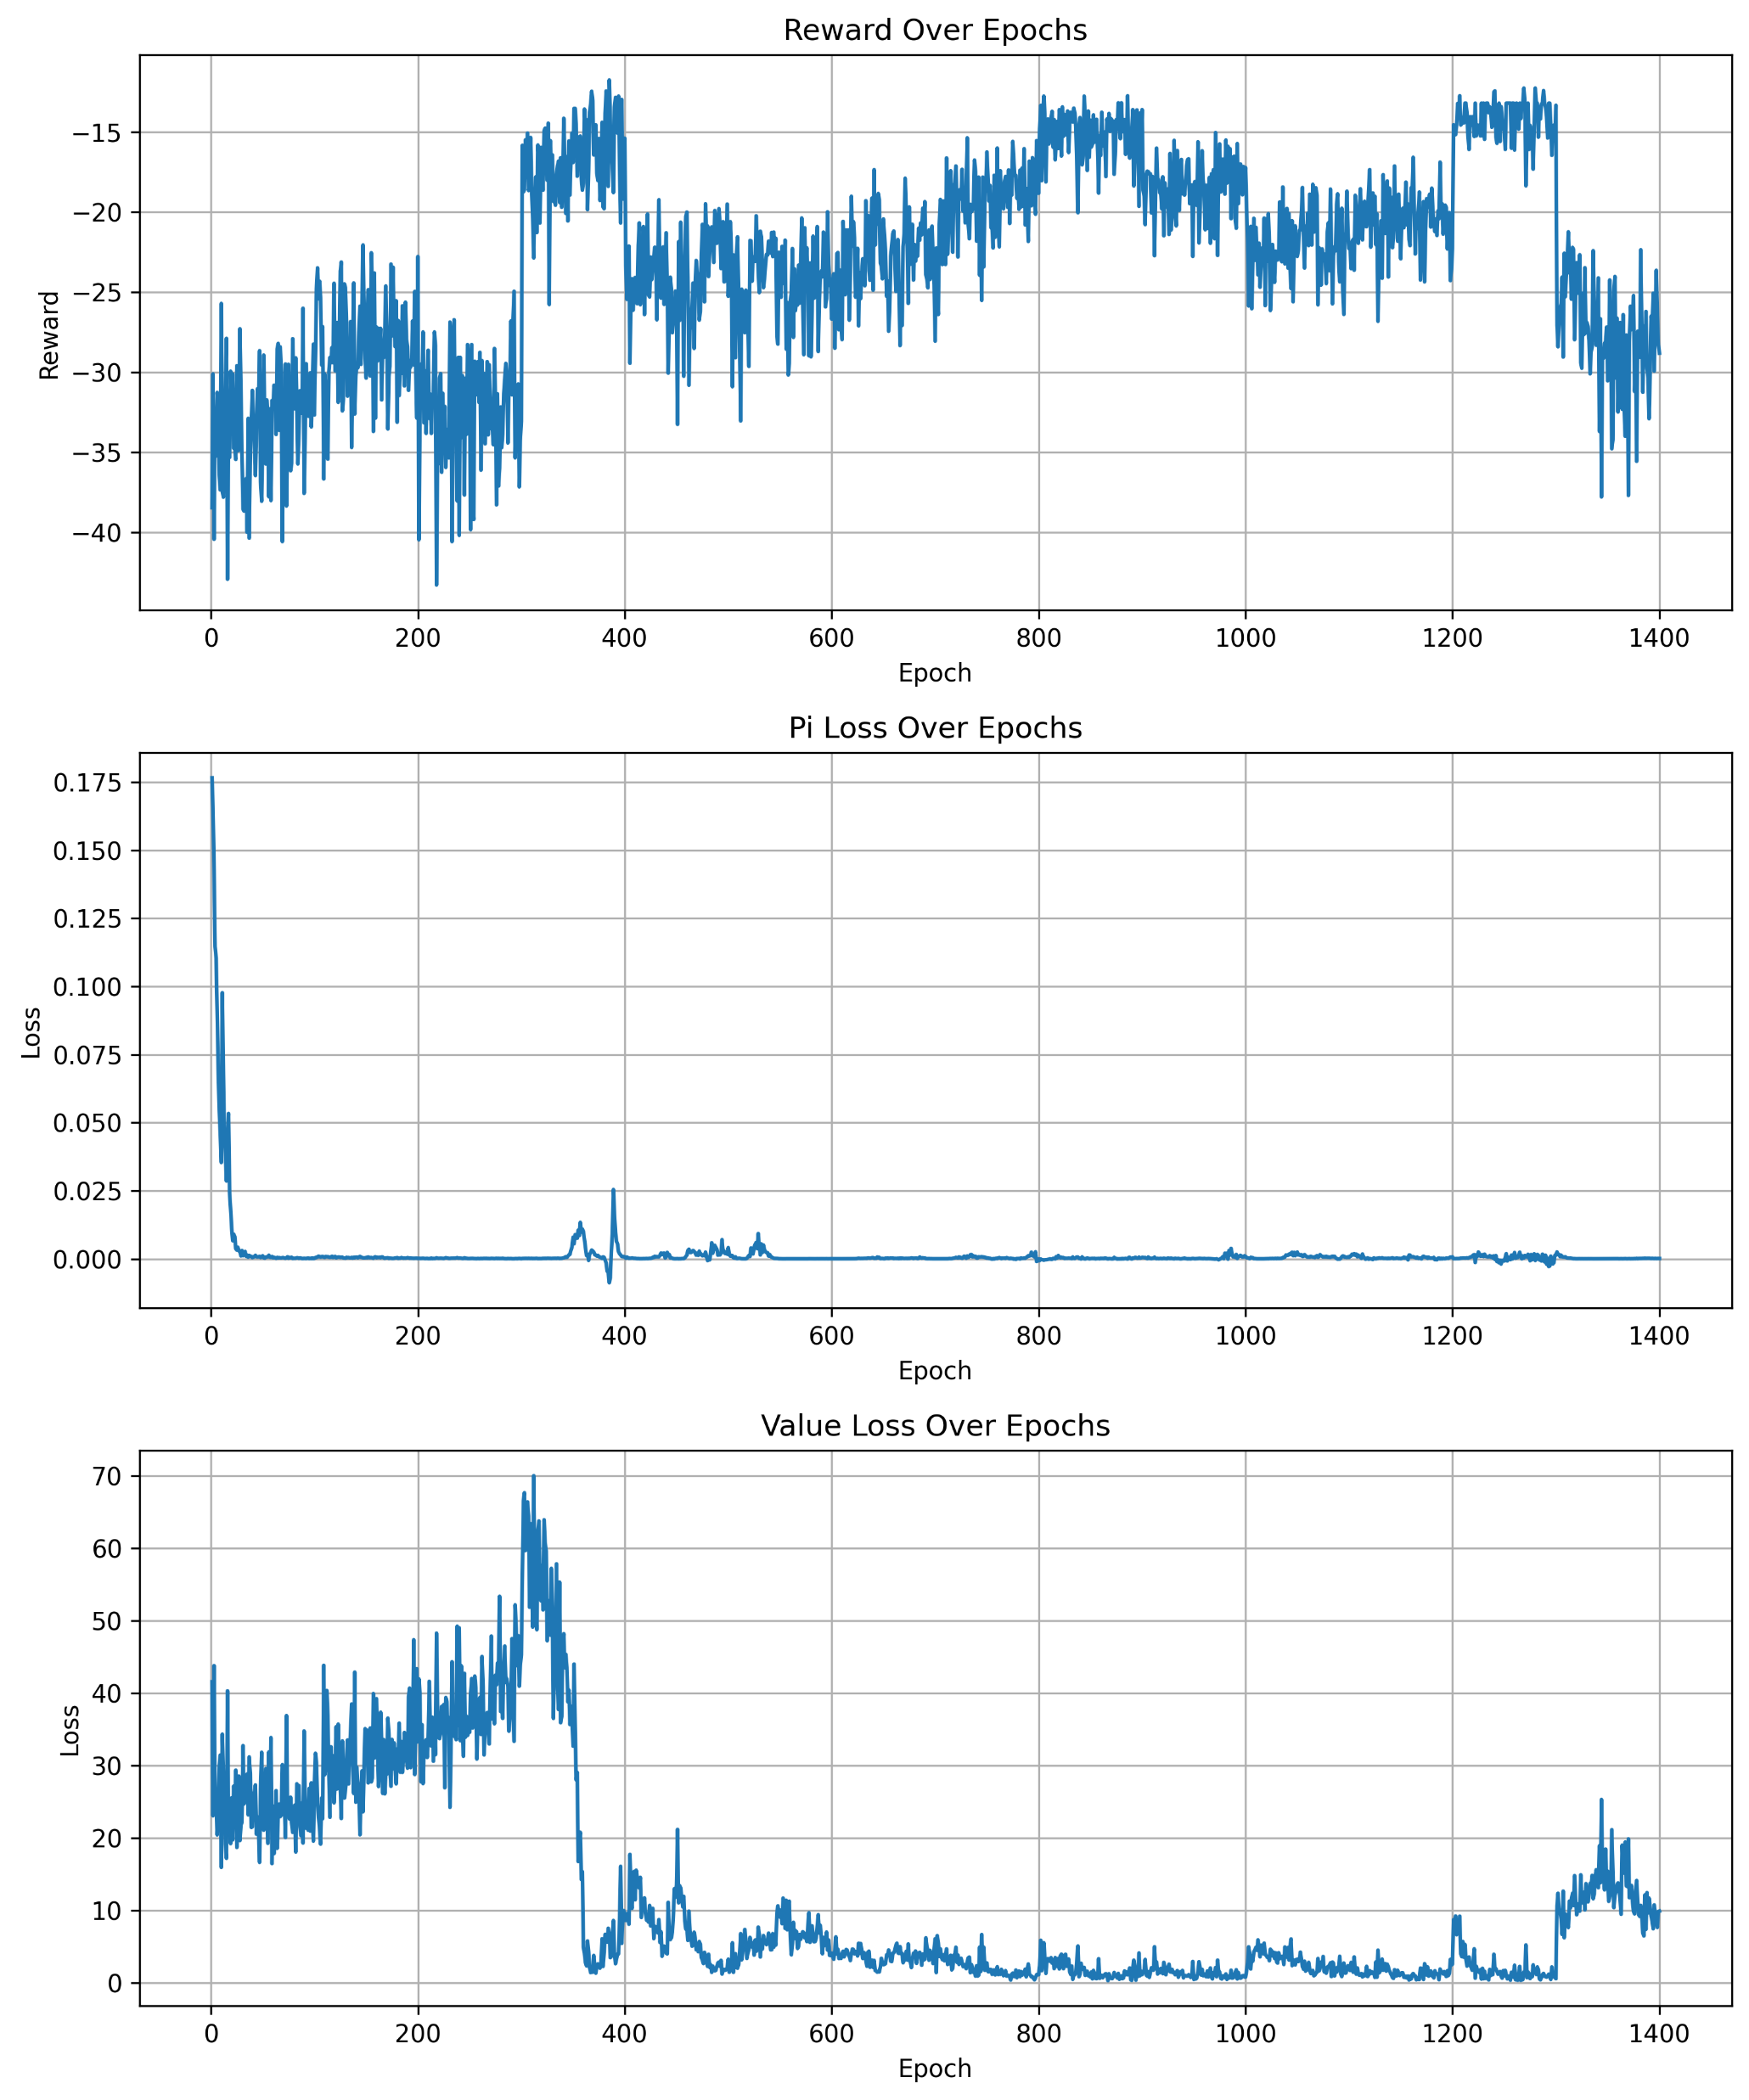 Reward Over Epochs
−15
−20
−25
−30
−35
−40
Reward
0 200 400 600 800 1000 1200 1400
Epoch
Pi Loss Over Epochs
0.175
0.150
0.125
0.100
0.075
0.050
0.025
0.000
Loss
0 200 400 600 800 1000 1200 1400
Epoch
Value Loss Over Epochs
70
60
50
40
30
20
10
0
Loss
0 200 400 600 800 1000 1200 1400
Epoch